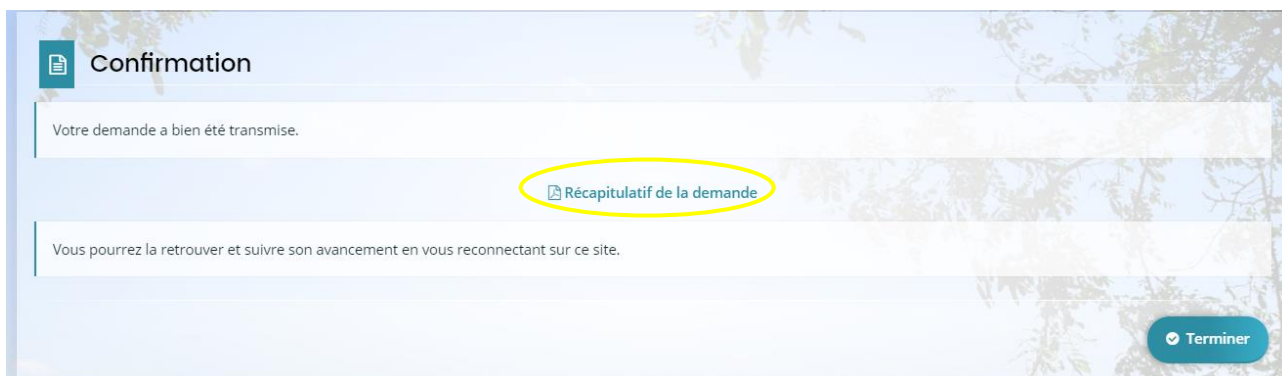 Confirmation
Votre demande a bien été transmise.
Récapitulatif de la demande
Vous pourrez la retrouver et suivre son avancement en vous reconnectant sur ce site.
Terminer